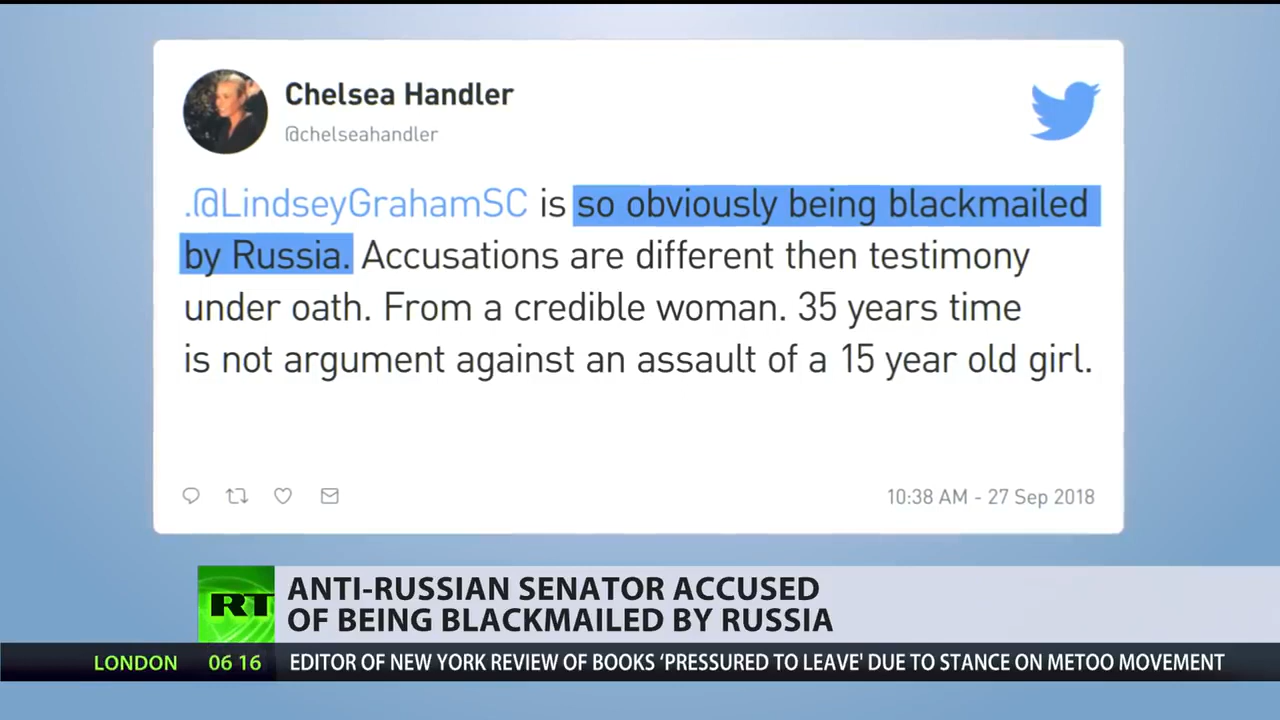 Chelsea Handler
@chelseahandler
.@LindseyGrahamSC is so obviously being blackmailed
by Russia. Accusations are different then testimony
under oath. From a credible woman. 35 years time
is not argument against an assault of a 15 year old girl.
10:38 AM - 27 Sep 2018
RT
ANTI-RUSSIAN SENATOR ACCUSED
OF BEING BLACKMAILED BY RUSSIA
LONDON 06 16 EDITOR OF NEW YORK REVIEW OF BOOKS ‘PRESSURED TO LEAVE' DUE TO STANCE ON METOO MOVEMENT